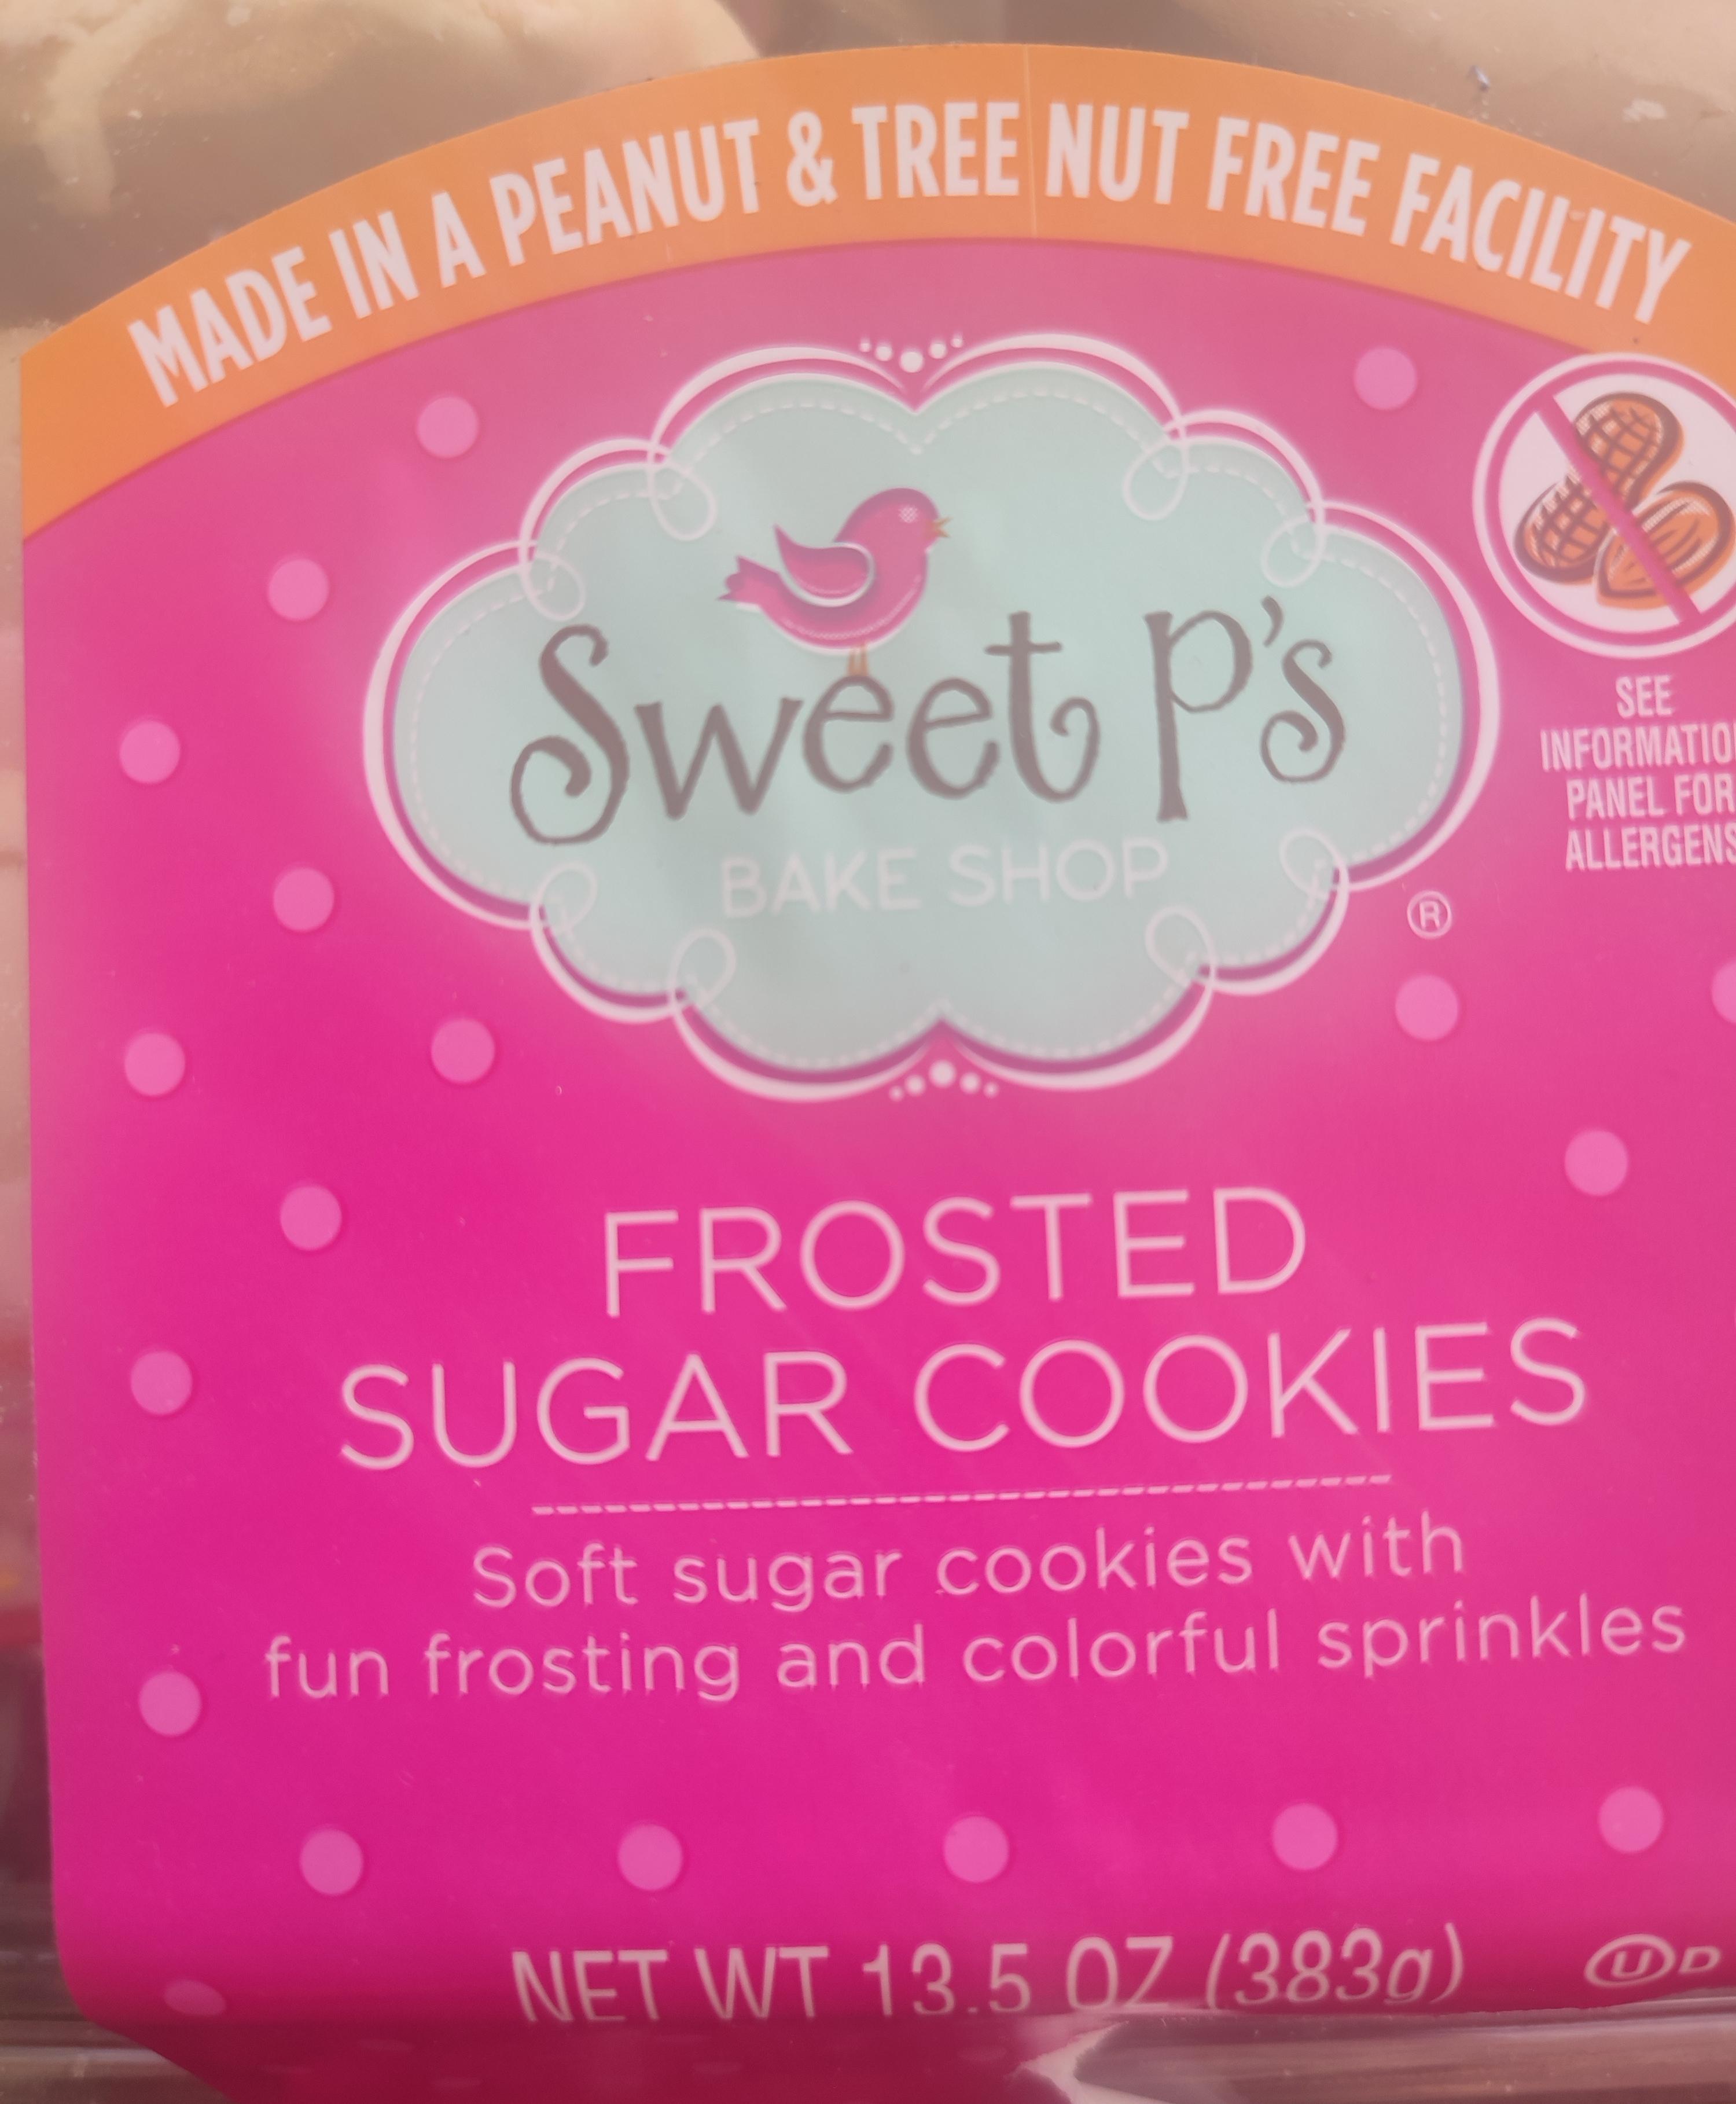 MADE IN A PEANUT & TREE NUT FREE FACILITY
Sweet P's
BAKE SHOP
®
SEE
INFORMATIO
PANEL FOR
ALLERGENS
FROSTED
SUGAR COOKIES
Soft sugar cookies with
fun frosting and colorful sprinkles
NET WT 13.5 OZ (383g)
U D